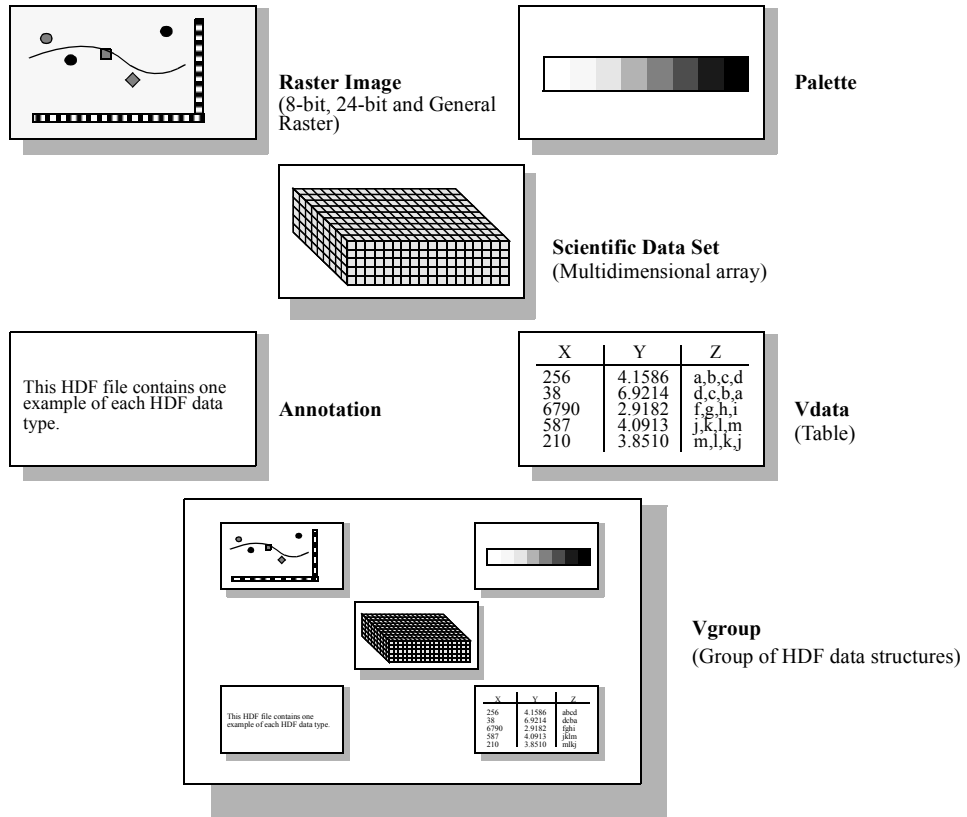 Raster Image
(8-bit, 24-bit and General
Raster)
Palette
Scientific Data Set
(Multidimensional array)
This HDF file contains one
example of each HDF data
type.
Annotation
X Y Z
256 4.1586 a,b,c,d
38 6.9214 d,c,b,a
6790 2.9182 f,g,h,i
587 4.0913 j,k,l,m
210 3.8510 m,l,k,j
Vdata
(Table)
This HDF file contains one
example of each HDF data type.
X Y Z
256 4.1586 abcd
38 6.9214 dcba
6790 2.9182 fghi
587 4.0913 jklm
210 3.8510 mlkj
Vgroup
(Group of HDF data structures)